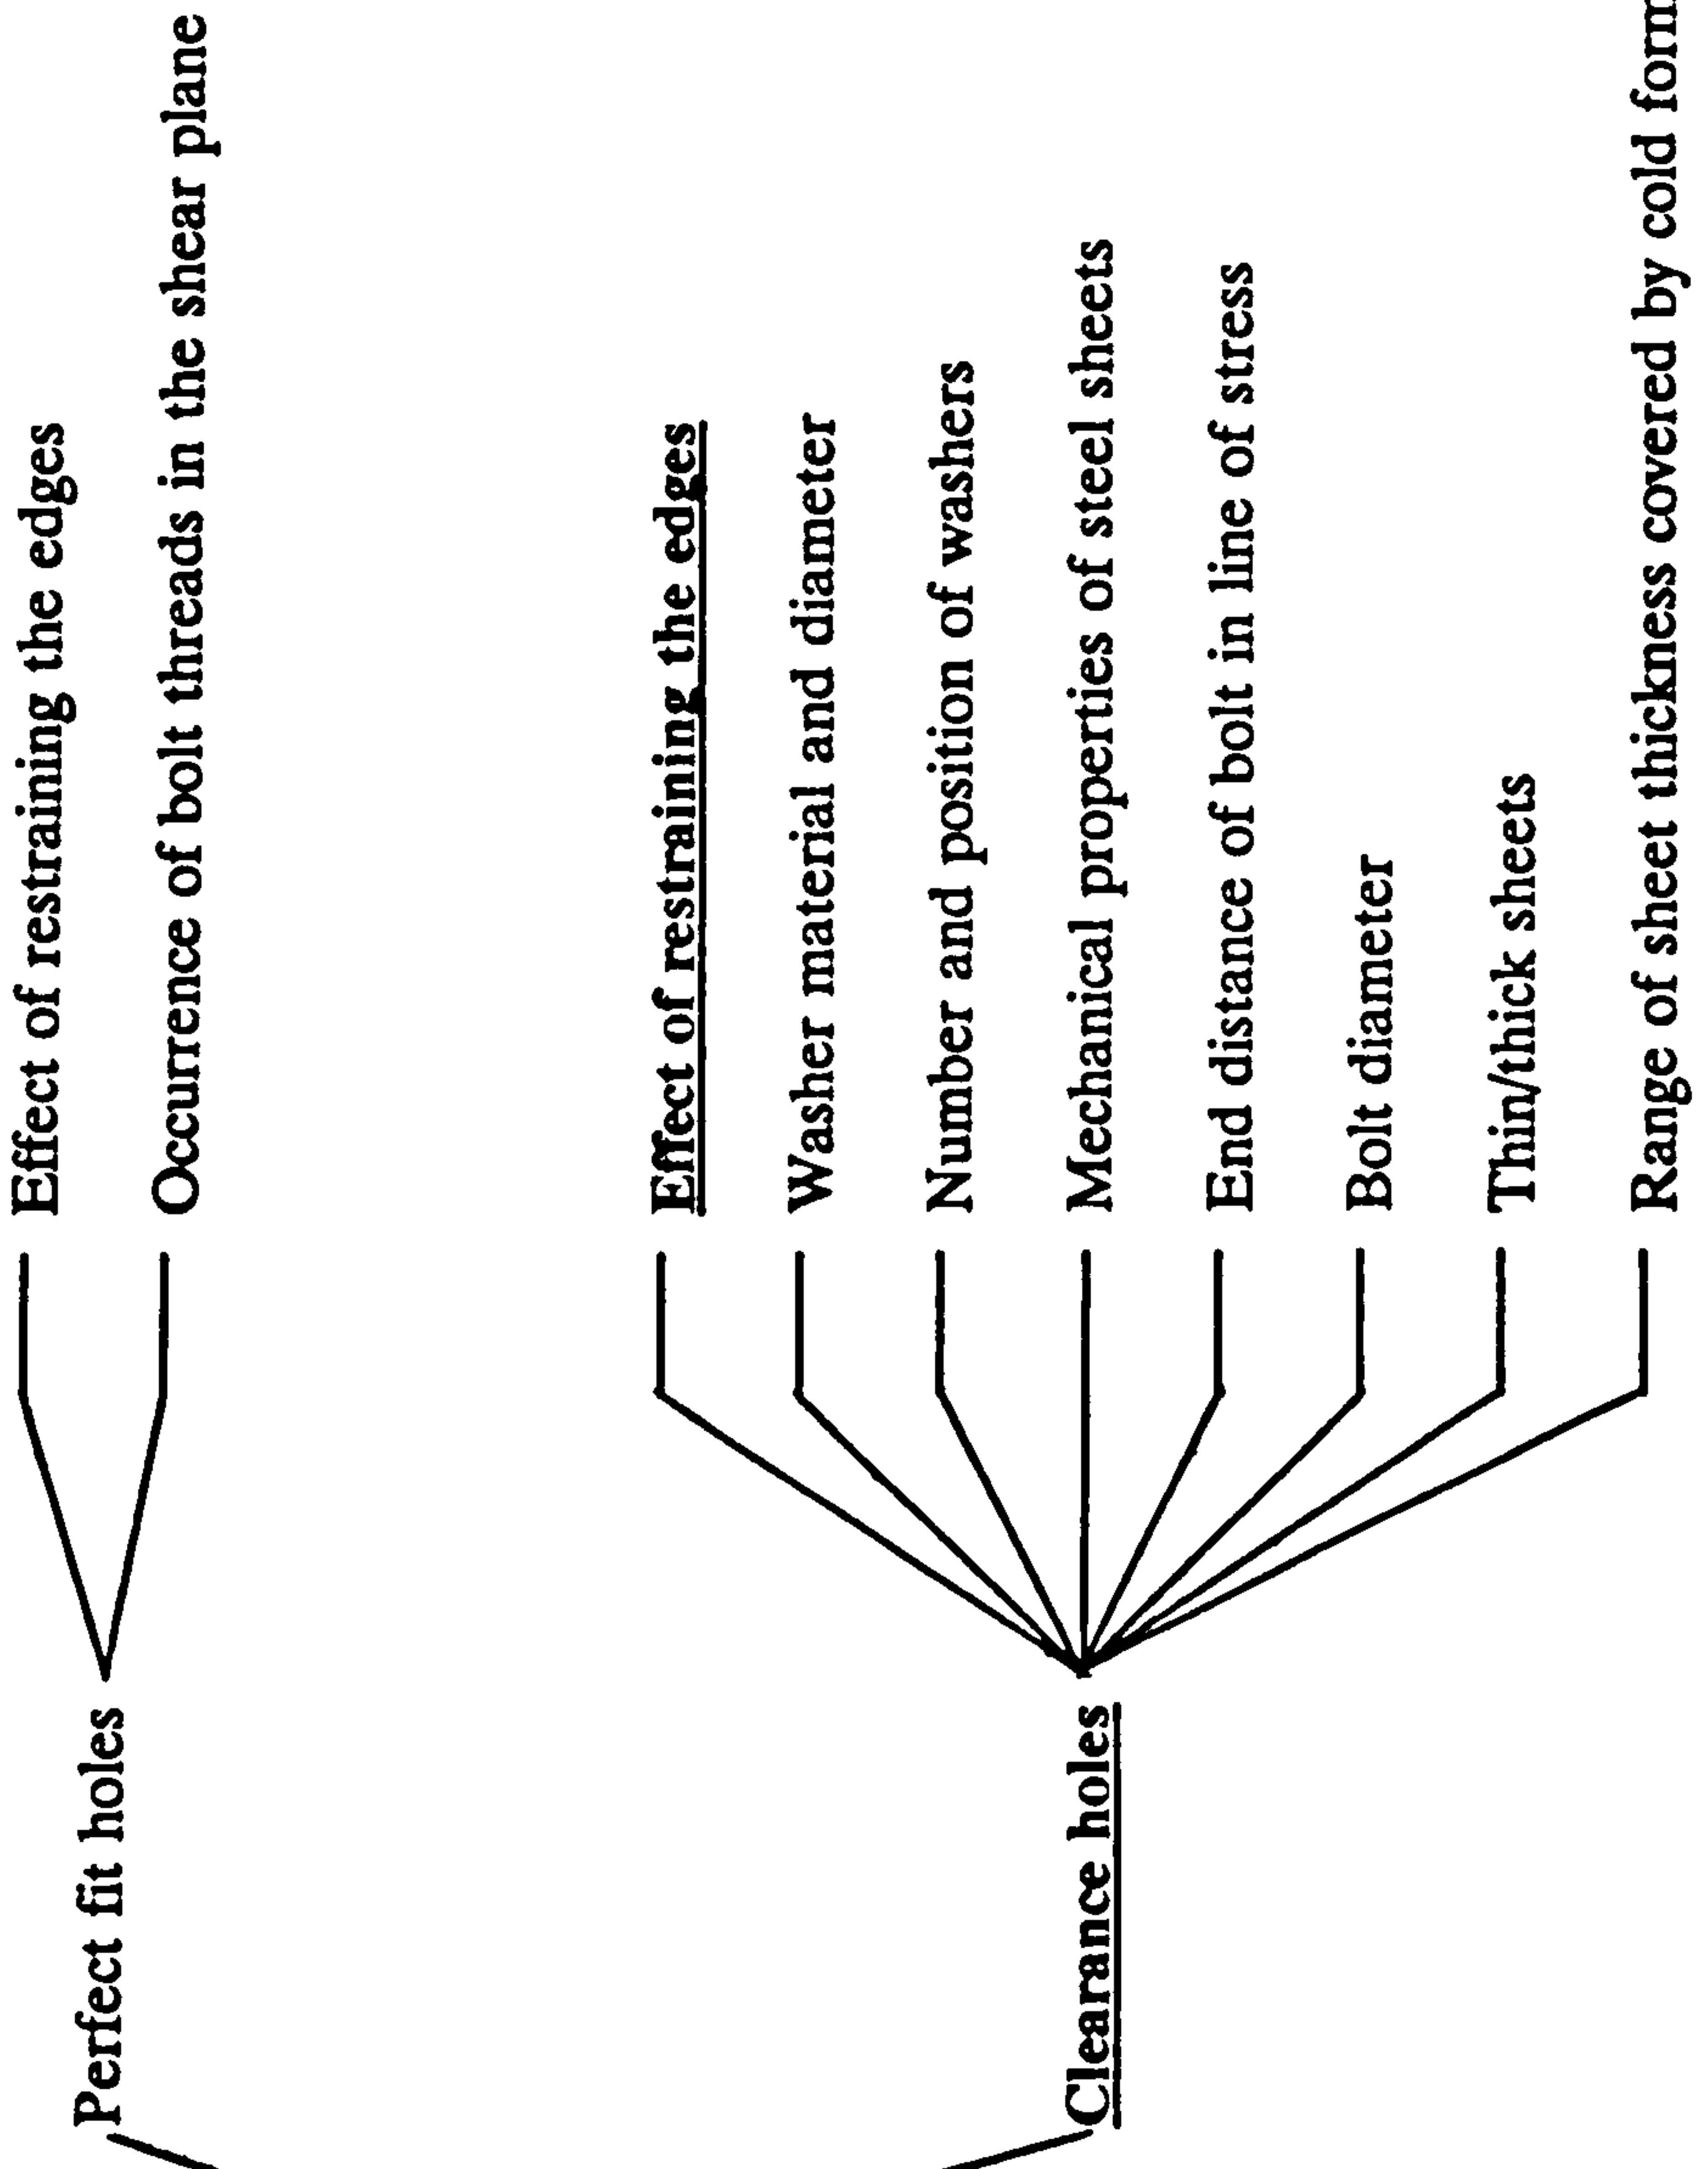 Perfect fit holes
Effect of restraining the edges
Occurrence of bolt threads in the shear plane
Clearance holes
Effect of restraining the edges
Washer material and diameter
Number and position of washers
Mechanical properties of steel sheets
End distance of bolt in line of stress
Bolt diameter
Thin/thick sheets
Range of sheet thickness covered by cold form